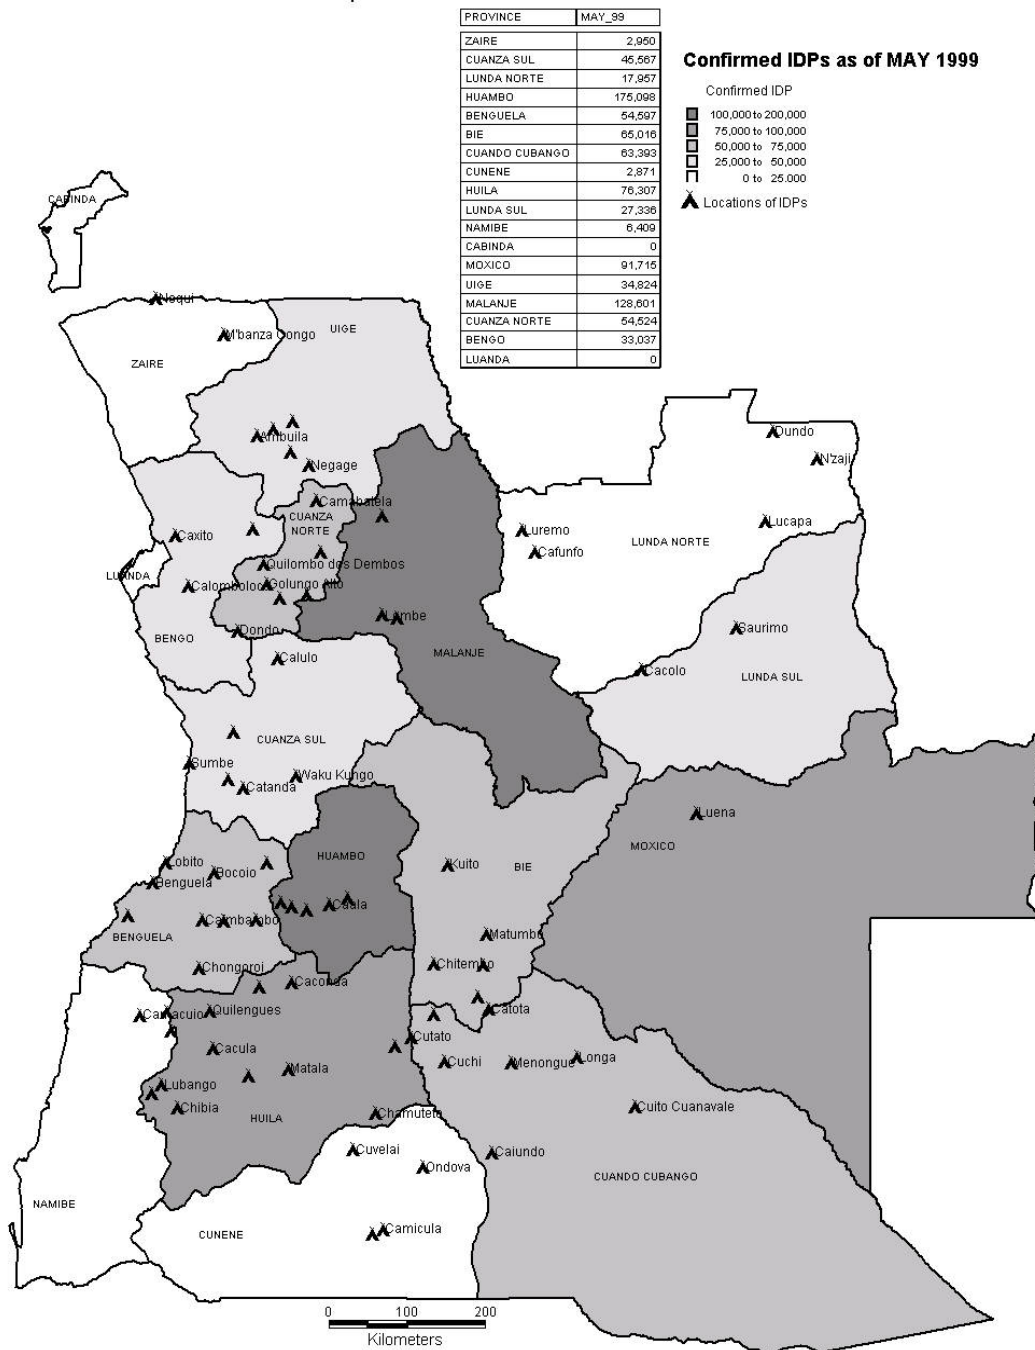 PROVINCE MAY_99
ZAIRE 2,950
CUANZA SUL 45,567
LUNDA NORTE 17,957
HUAMBO 175,098
BENGUELA 54,597
BIE 65,016
CUANDO CUBANGO 63,393
CUNENE 2,871
HUILA 76,307
LUNDA SUL 27,336
NAMIBE 6,409
CABINDA 0
MOXICO 91,715
UIGE 34,824
MALANJE 128,601
CUANZA NORTE 54,524
BENGO 33,037
LUANDA 0
Confirmed IDPs as of MAY 1999
Confirmed IDP
100,000 to 200,000
75,000 to 100,000
50,000 to 75,000
25,000 to 50,000
0 to 25.000
Locations of IDPs
CABINDA
Noqui
M'banza Congo
UIGE
ZAIRE
Ambuila
Negage
Dundo
N'zaji
Camabatela
CUANZA
NORTE
Caxito
Luremo
Lucapa
Cafunfo
LUNDA NORTE
Quilombo dos Dembos
LUANDA
Calomboloca
Golungo Alto
Lombe
Dondo
BENGO
Saurimo
MALANJE
Calulo
Cacolo
LUNDA SUL
CUANZA SUL
Sumbe
Waku Kungo
Catanda
Luena
MOXICO
HUAMBO
Lobito
Bocoio
Kuito
BIE
Benguela
Caala
Caimbambo
BENGUELA
Matumbo
Chitembo
Chongoroi
Caconda
Camacuio
Quilengues
Catota
Cutato
Cacula
Cuchi
Menongue
Longa
Matala
Lubango
Chibia
HUILA
Chamutete
Cuito Cuanavale
Cuvelai
Caiundo
Ondova
CUANDO CUBANGO
NAMIBE
CUNENE
Camicula
0 100 200
Kilometers